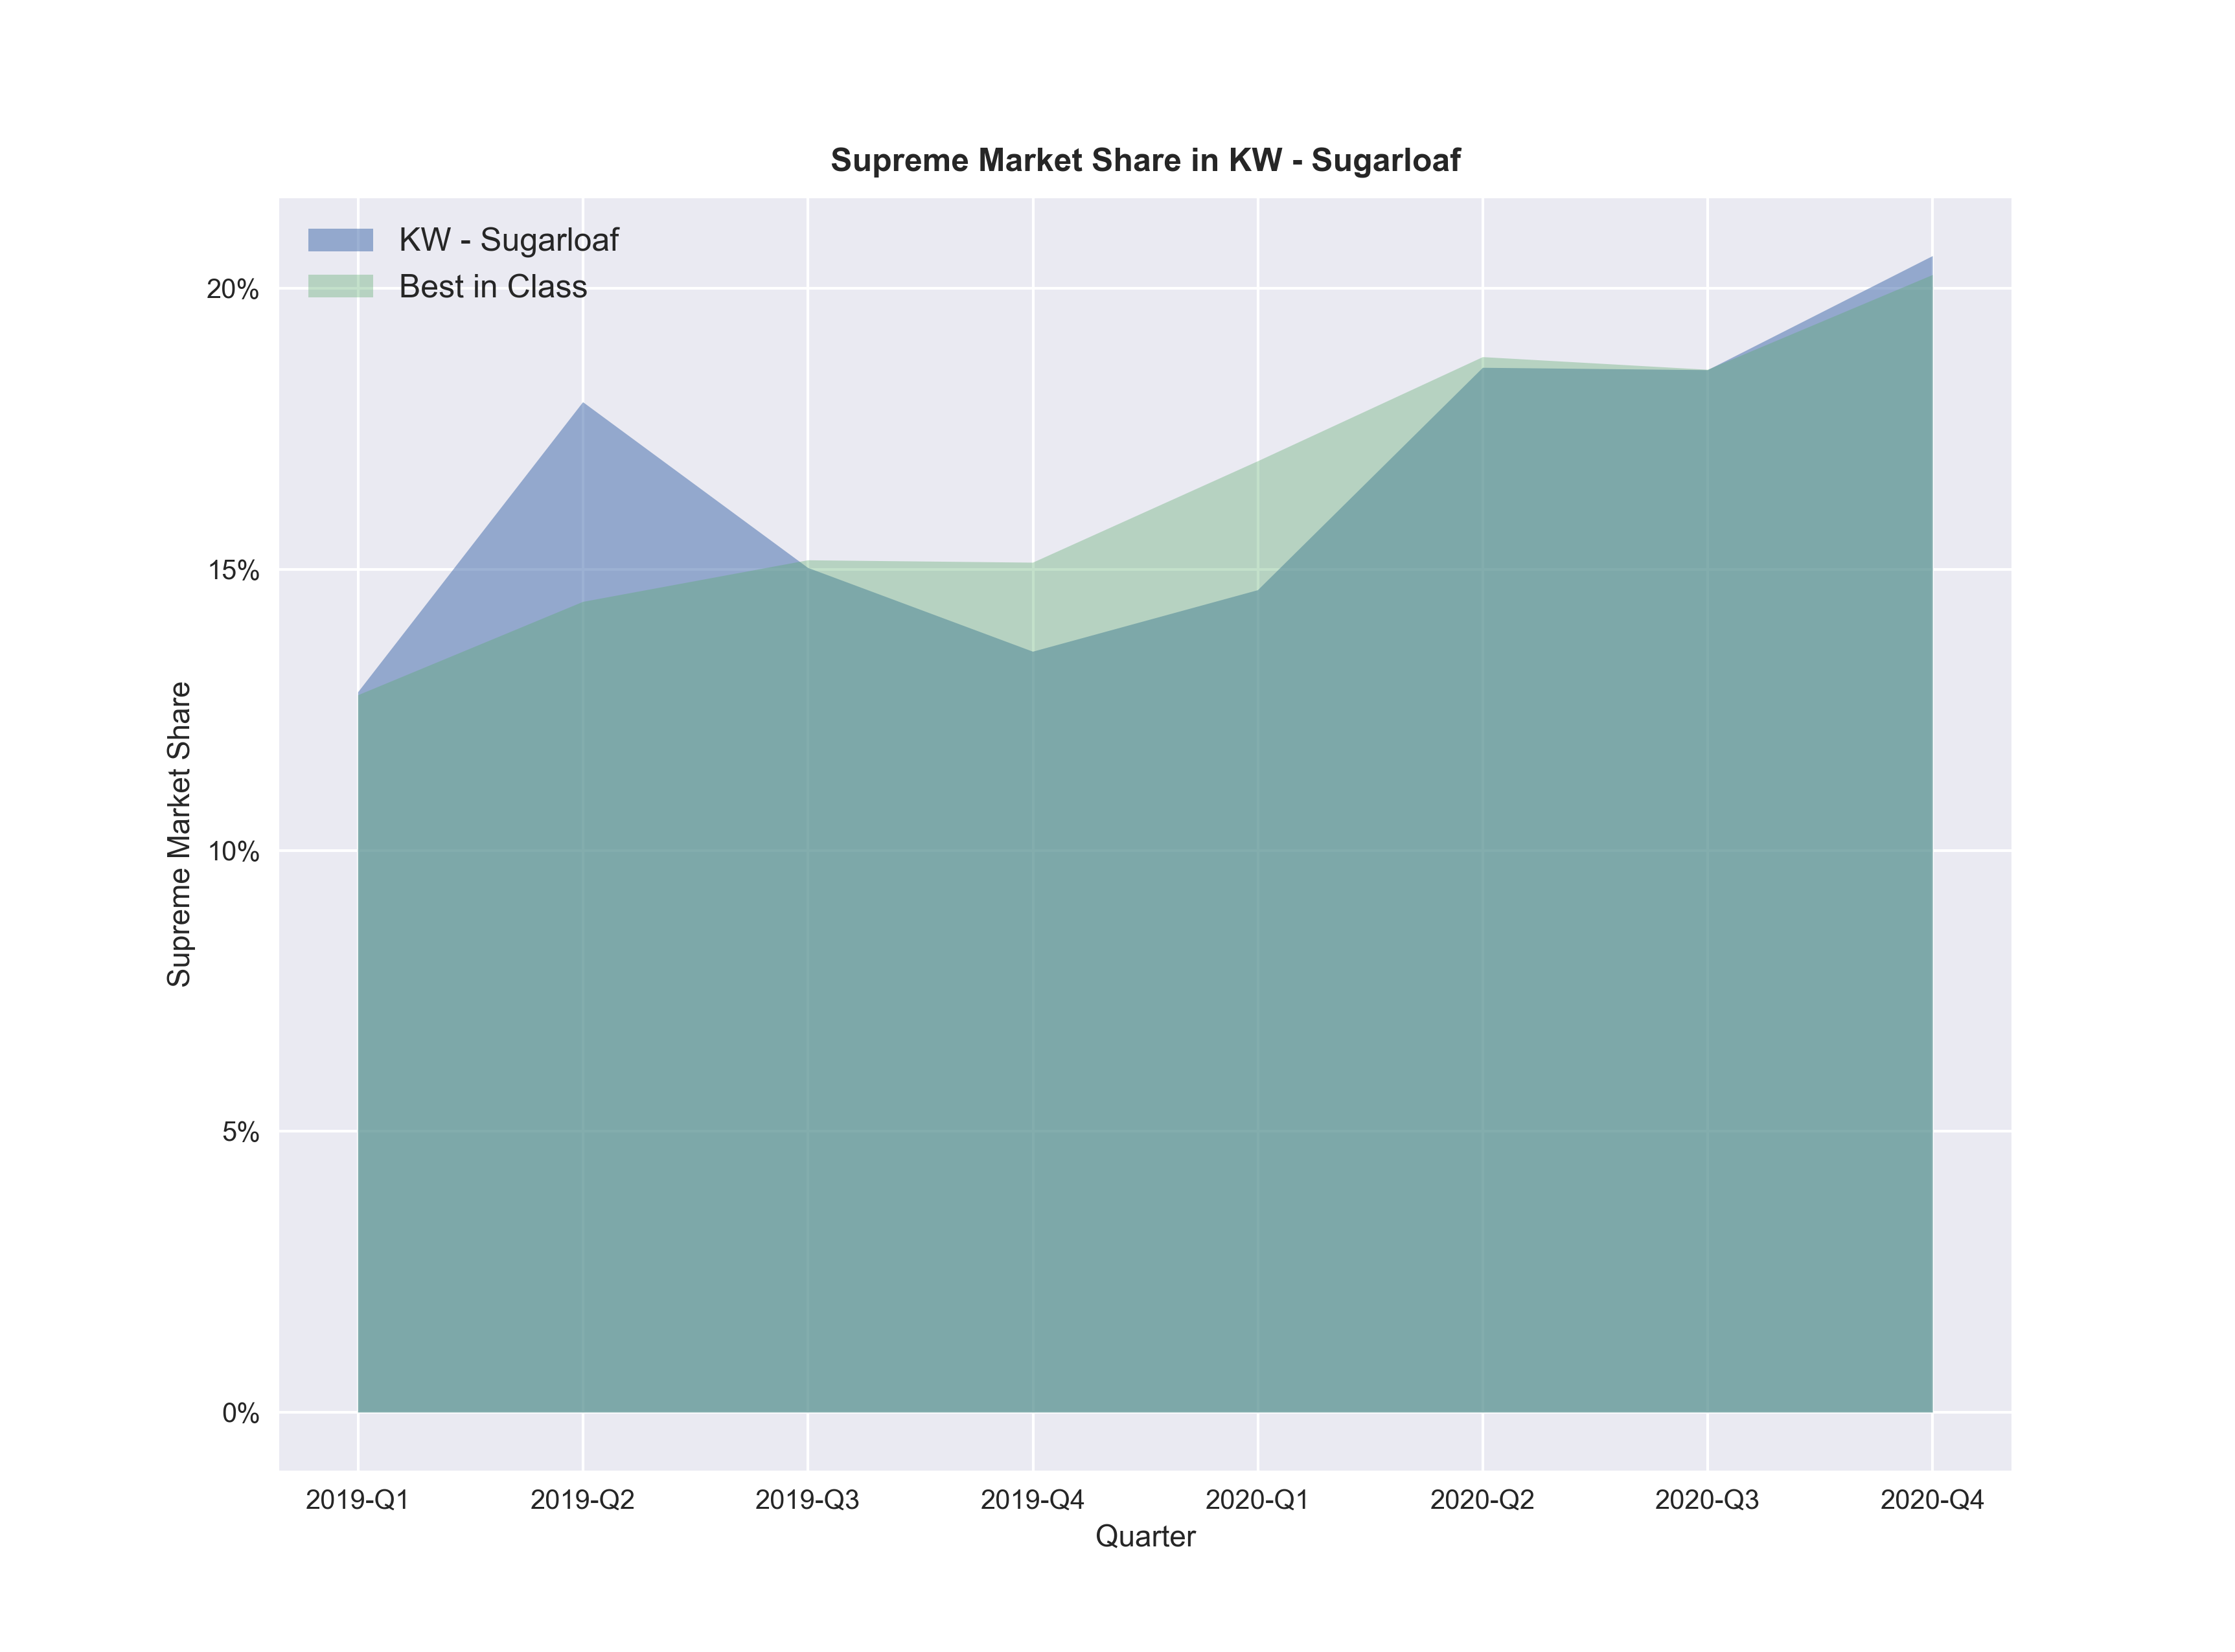 Supreme Market Share in KW - Sugarloaf
KW - Sugarloaf
Best in Class
20%
15%
10%
5%
0%
Supreme Market Share
2019-Q1 2019-Q2 2019-Q3 2019-Q4 2020-Q1 2020-Q2 2020-Q3 2020-Q4
Quarter